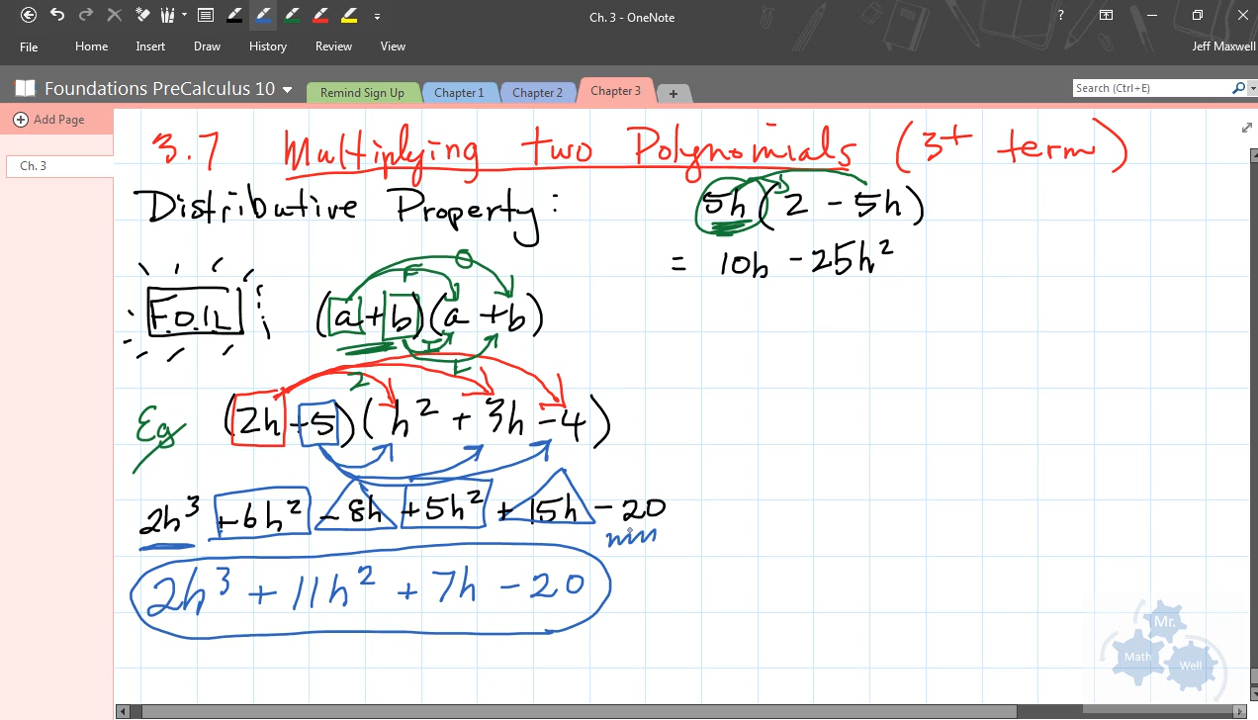 Ch. 3 - OneNote
?
File Home Insert Draw History Review View
Jeff Maxwell
Foundations PreCalculus 10
Remind Sign Up Chapter 1 Chapter 2 Chapter 3 +
Search (Ctrl+E)
Add Page
Ch. 3
3.7 Multiplying two Polynomials (3+ term)
Distributive Property:
5h(2 - 5h)
= 10h - 25h²
F.O.I.L
(a+b)(a+b)
F O I L
Eg (2h+5)(h² + 3h - 4)
2
2h³ +6h² - 8h +5h² + 15h - 20
2h³ + 11h² + 7h - 20
Mr.
Math
Well